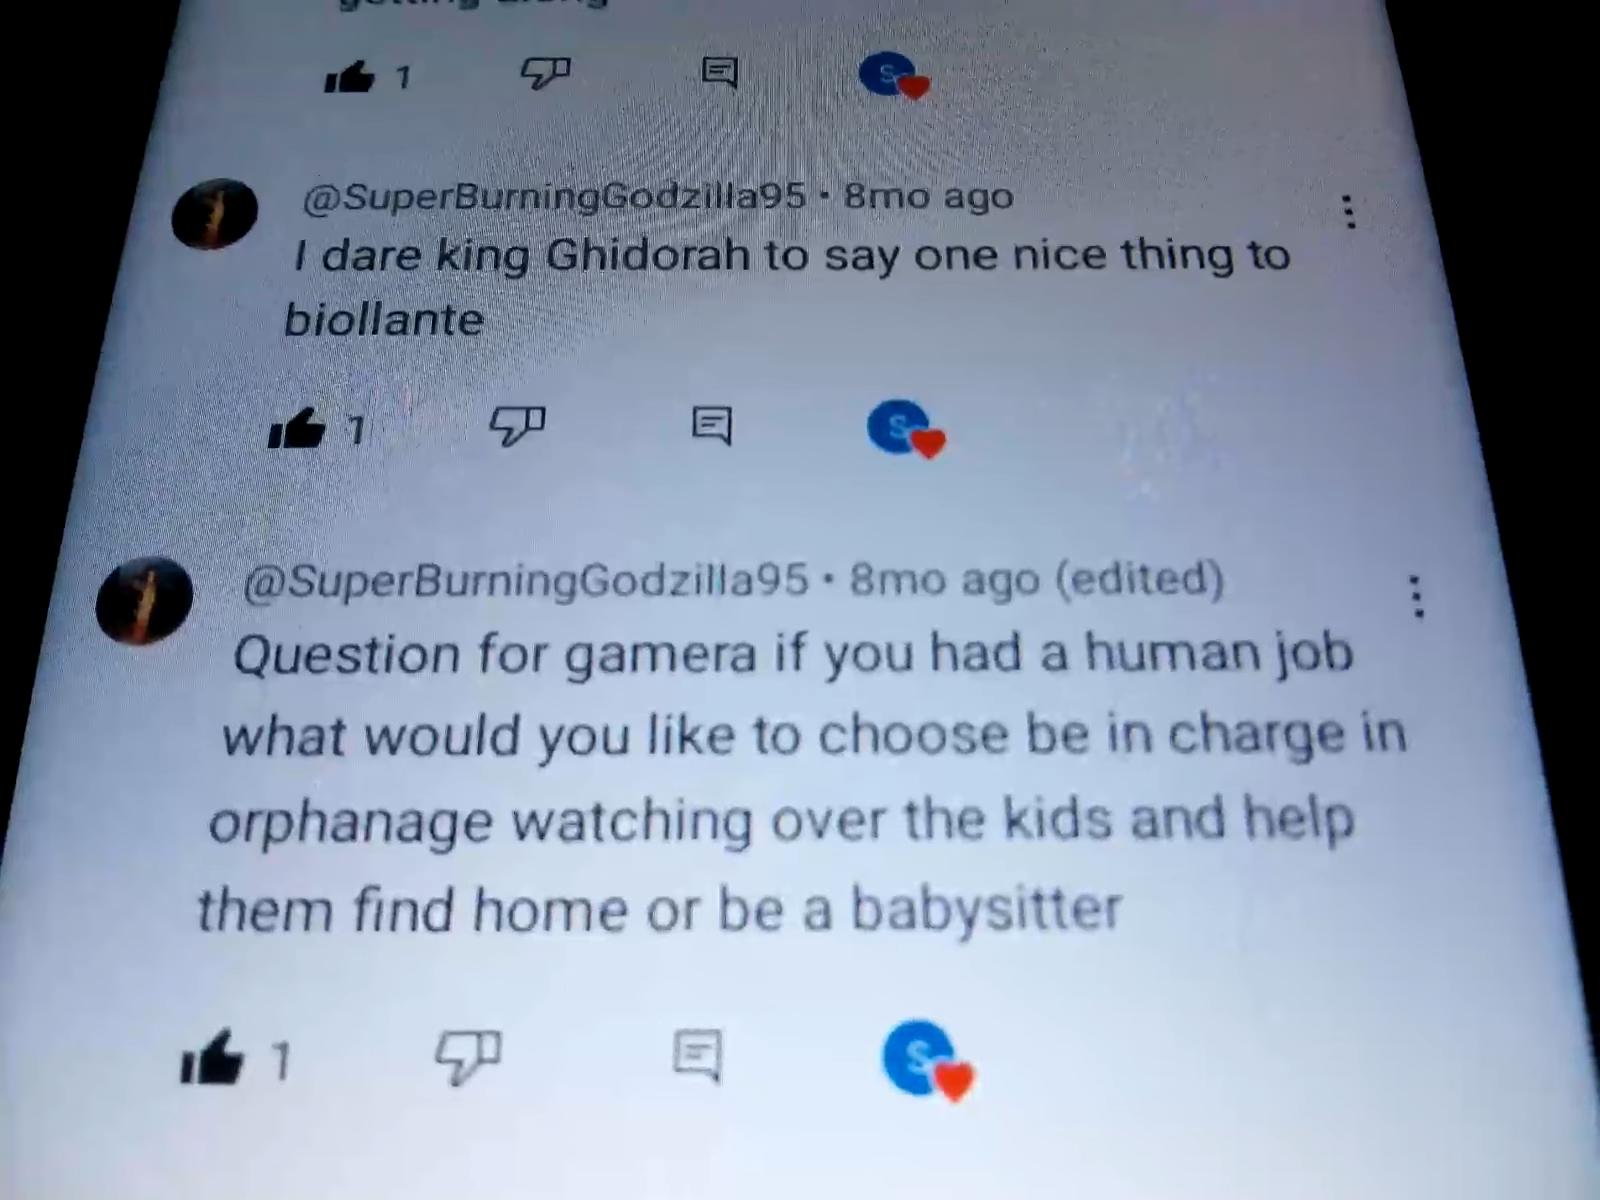 getting along
1
S
@SuperBurningGodzilla95 · 8mo ago
I dare king Ghidorah to say one nice thing to
biollante
1
S
@SuperBurningGodzilla95 · 8mo ago (edited)
Question for gamera if you had a human job
what would you like to choose be in charge in
orphanage watching over the kids and help
them find home or be a babysitter
1
S